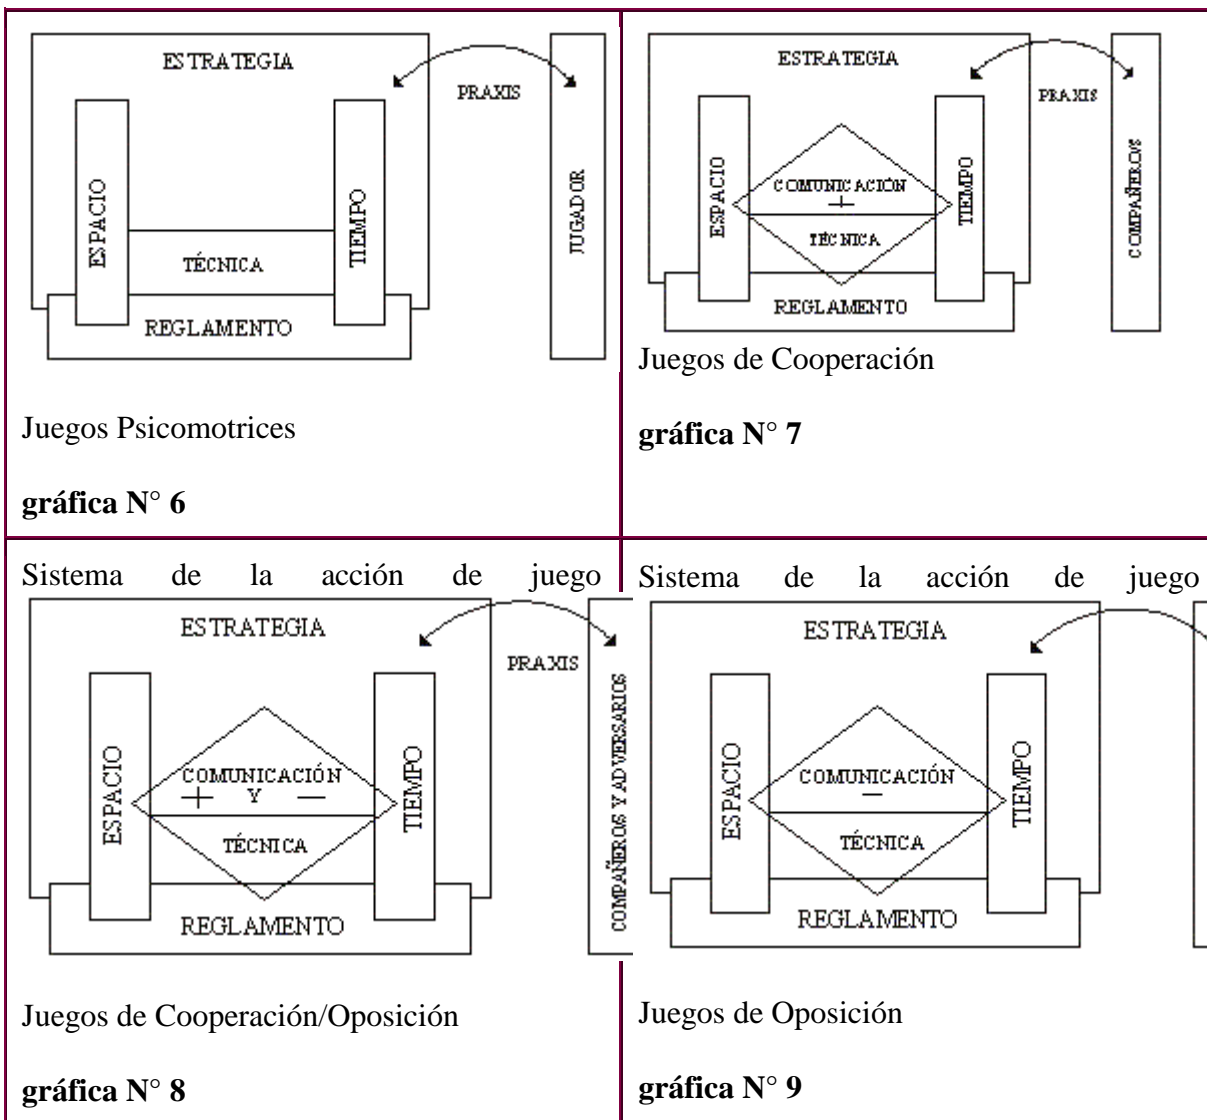 ESTRATEGIA
PRAXIS
ESPACIO
TIEMPO
JUGADOR
TÉCNICA
REGLAMENTO
Juegos Psicomotrices
gráfica N° 6
ESTRATEGIA
PRAXIS
ESPACIO
COMUNICACIÓN
+
TÉCNICA
TIEMPO
COMPAÑEROS
REGLAMENTO
Juegos de Cooperación
gráfica N° 7
Sistema de la acción de juego
ESTRATEGIA
PRAXIS
ESPACIO
COMUNICACIÓN
+ Y —
TÉCNICA
TIEMPO
COMPAÑEROS Y ADVERSARIOS
REGLAMENTO
Juegos de Cooperación/Oposición
gráfica N° 8
Sistema de la acción de juego
ESTRATEGIA
ESPACIO
COMUNICACIÓN
—
TÉCNICA
TIEMPO
REGLAMENTO
Juegos de Oposición
gráfica N° 9